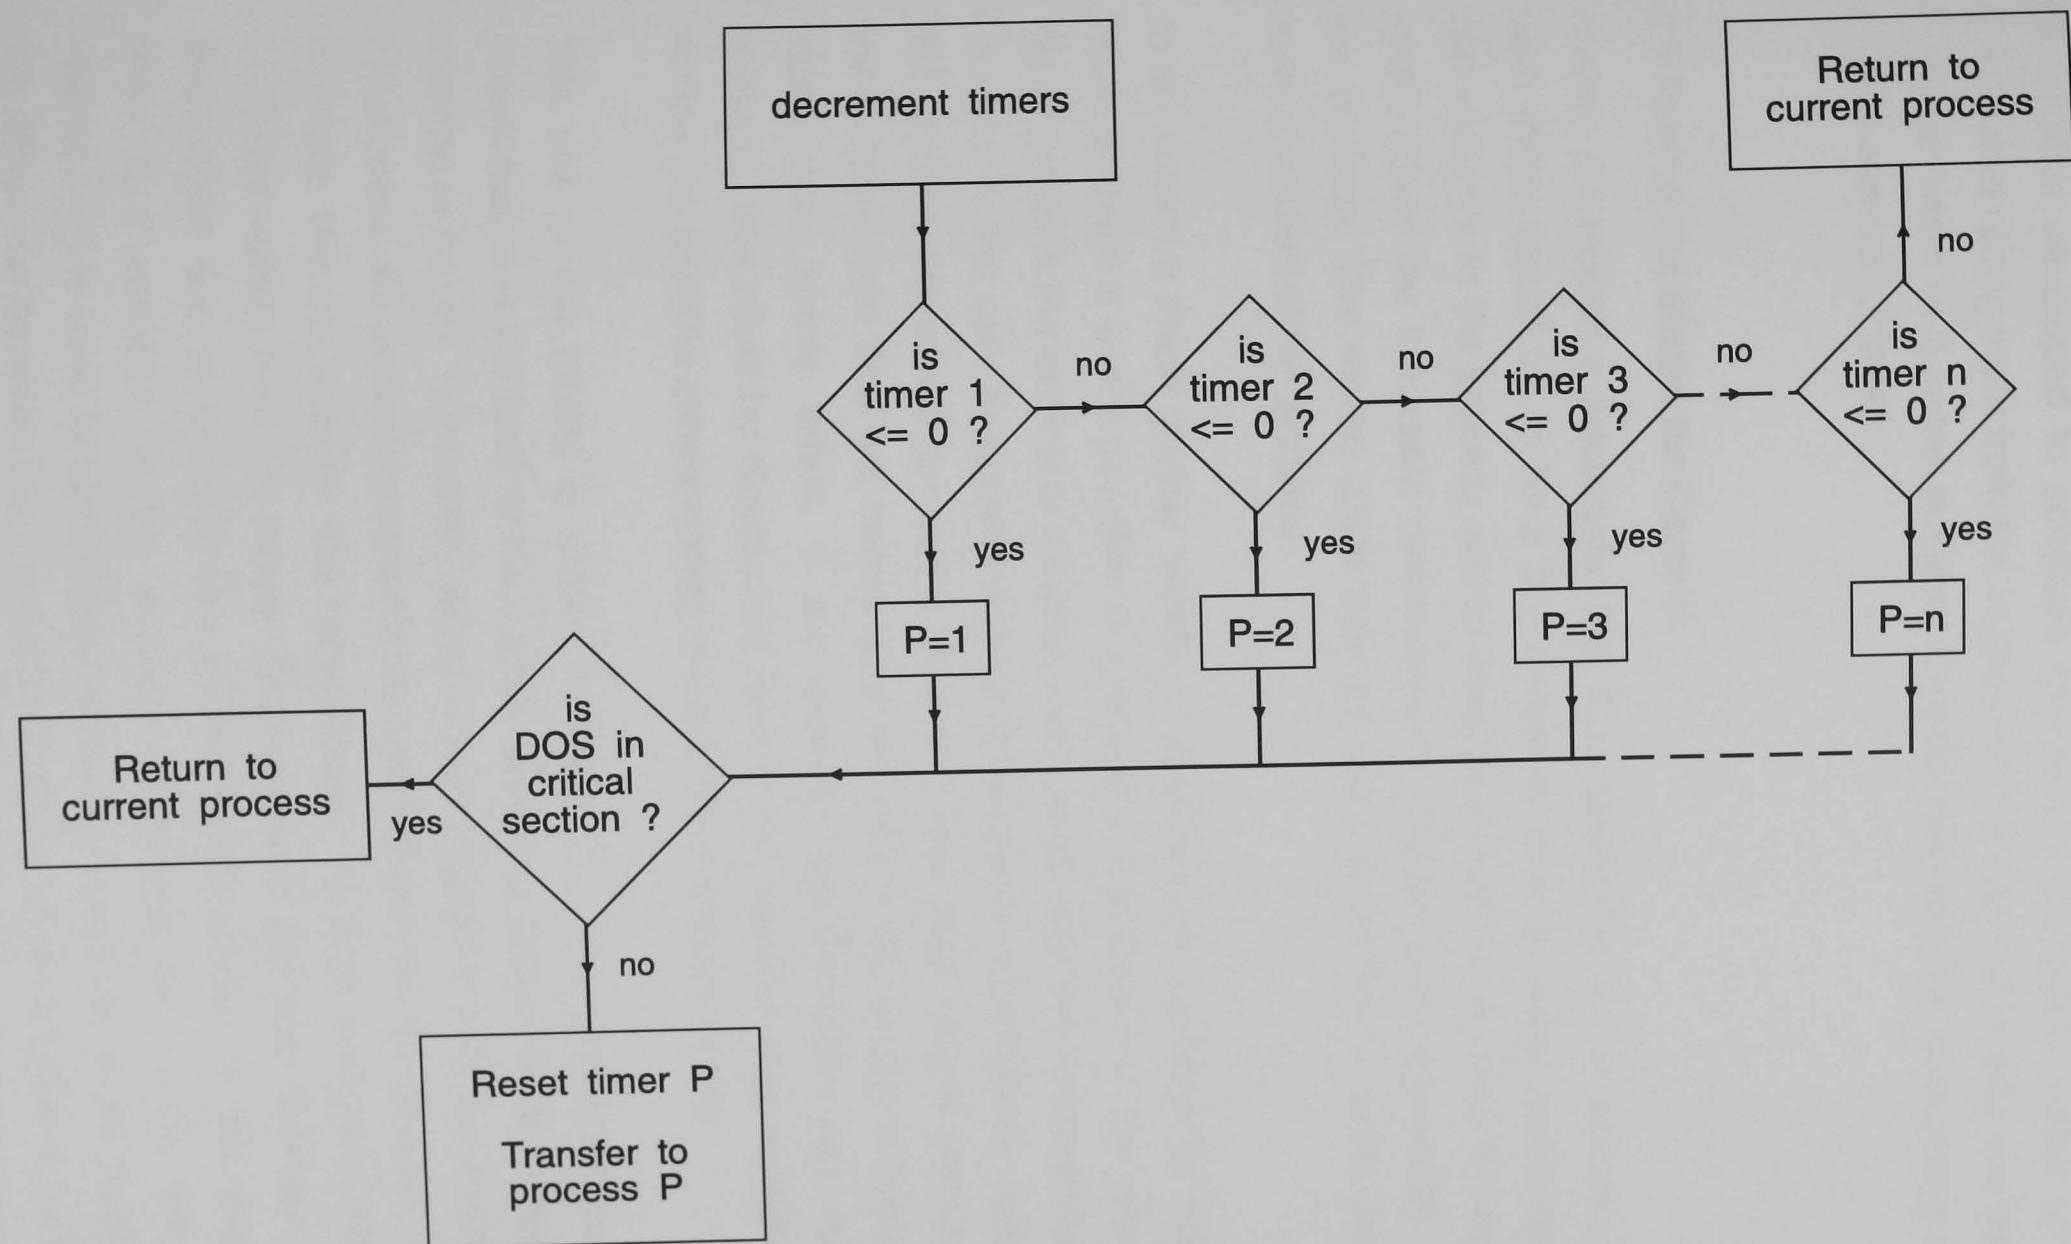 decrement timers
Return to
current process
is
timer 1
<= 0 ?
no
is
timer 2
<= 0 ?
no
is
timer 3
<= 0 ?
no
is
timer n
<= 0 ?
no
yes
yes
yes
yes
P=1
P=2
P=3
P=n
is
DOS in
critical
section ?
Return to
current process
yes
no
Reset timer P
Transfer to
process P